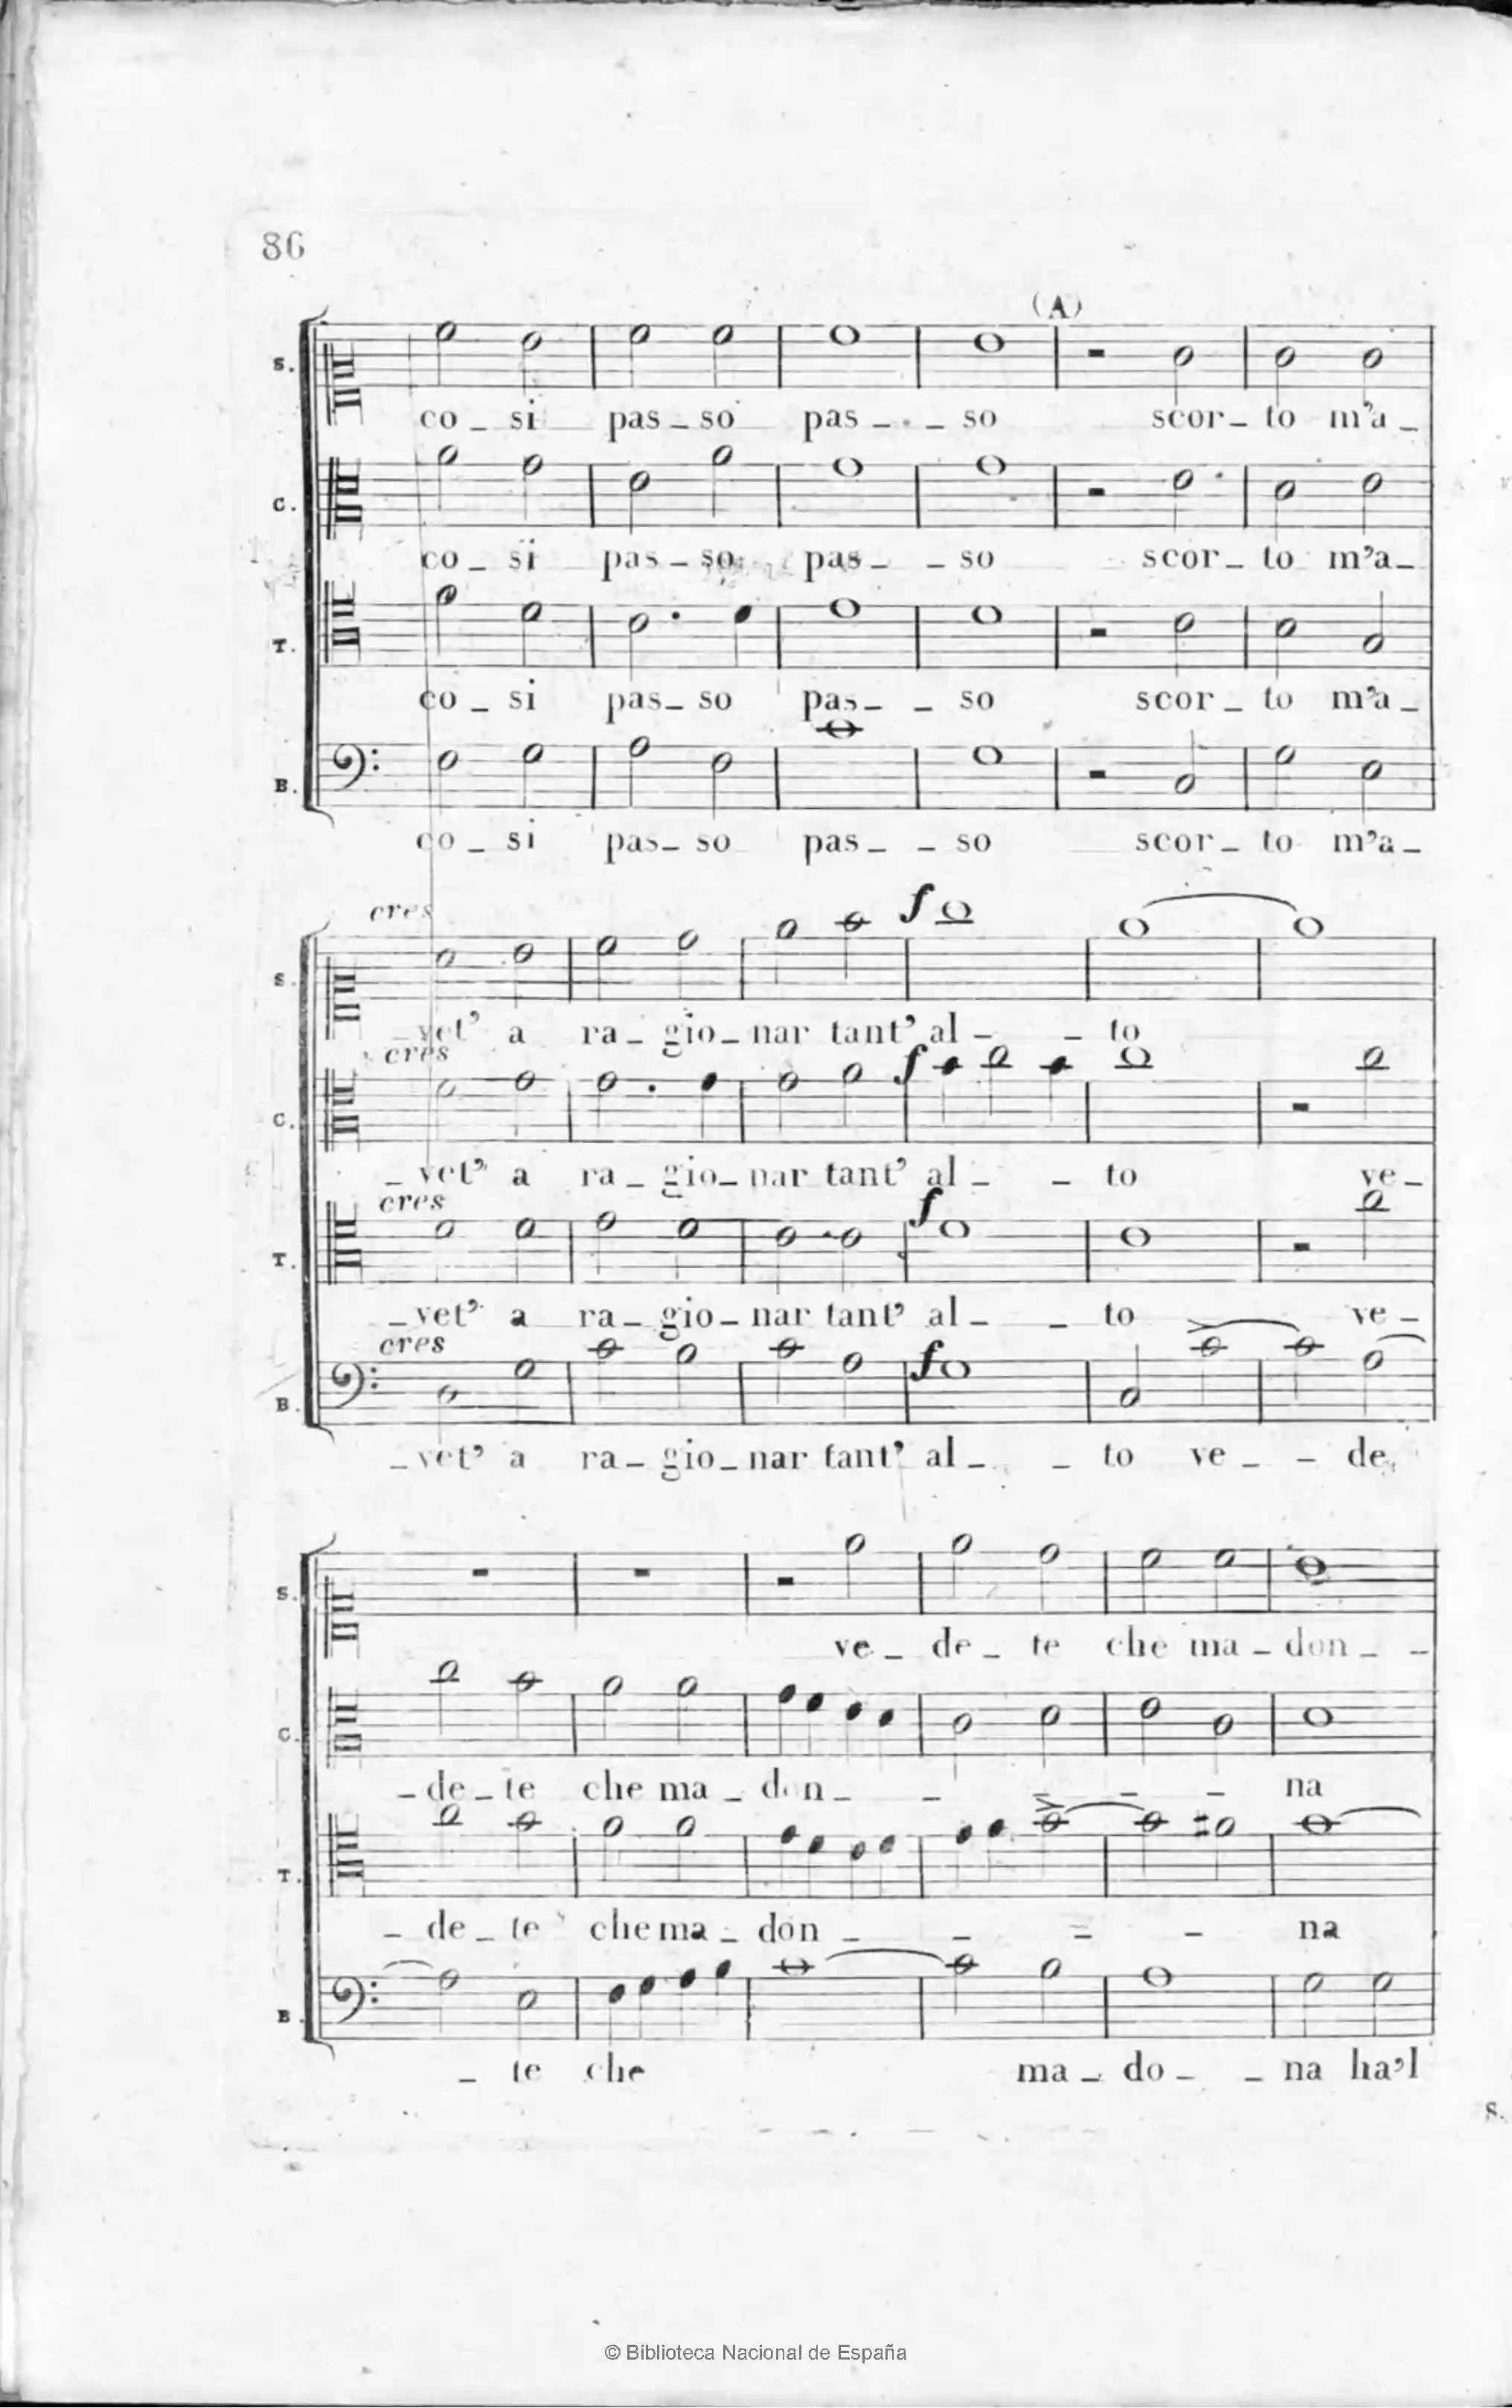 86
(A)
S.
co _ si pas _ so pas _ _ so scor _ to m'a _
C.
co _ si pas _ so pas _ _ so scor _ to m'a _
T.
co _ si pas _ so pas _ _ so scor _ to m'a _
B.
co _ si pas _ so pas _ _ so scor _ to m'a _
cres f
S.
_ vet' a ra _ gio _ nar tant' al _ _ to
cres f
C.
_ vet' a ra _ gio _ nar tant' al _ _ to ve _
cres f
T.
_ vet' a ra _ gio _ nar tant' al _ _ to ve _
cres f
B.
_ vet' a ra _ gio _ nar tant' al _ _ to ve _ _ de
S.
ve _ de _ te che ma _ don _ _
C.
_ de _ te che ma _ don _ _ _ _ na
T.
_ de _ te che ma _ don _ _ _ _ na
B.
_ te che ma _ do _ _ na ha'l
S.
© Biblioteca Nacional de España